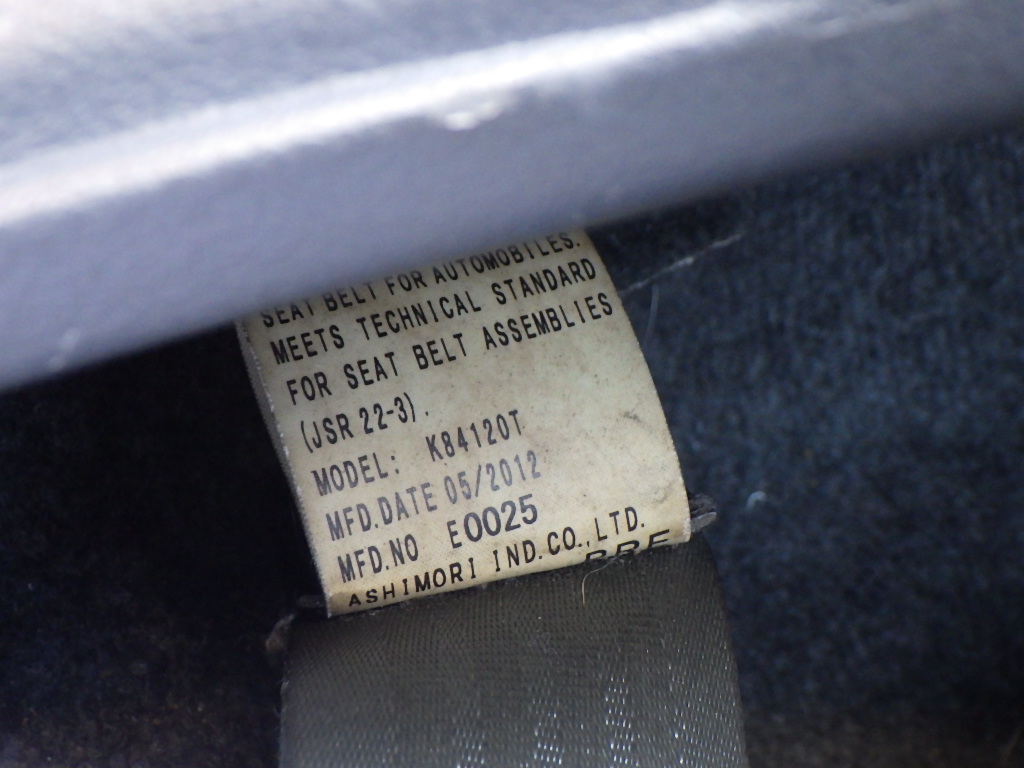 SEAT BELT FOR AUTOMOBILES.
MEETS TECHNICAL STANDARD
FOR SEAT BELT ASSEMBLIES
(JSR 22-3).
MODEL: K84120T
MFD.DATE 05/2012
MFD.NO E0025
ASHIMORI IND.CO.,LTD.